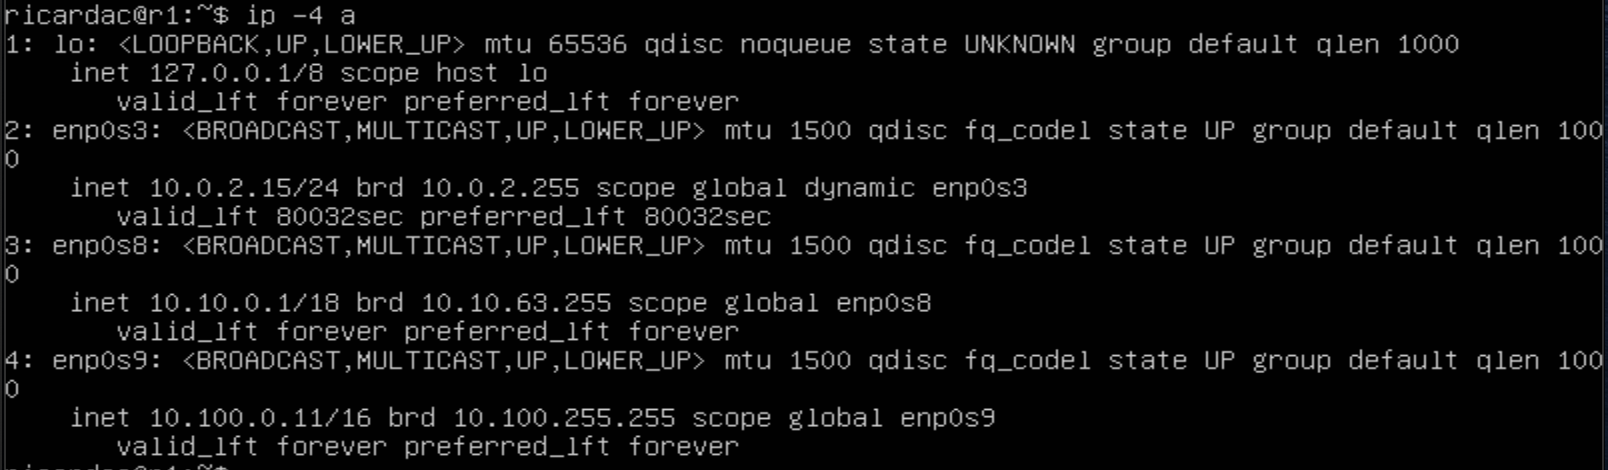 ricardac@r1:~$ ip -4 a
1: lo: <LOOPBACK,UP,LOWER_UP> mtu 65536 qdisc noqueue state UNKNOWN group default qlen 1000
inet 127.0.0.1/8 scope host lo
valid_lft forever preferred_lft forever
2: enp0s3: <BROADCAST,MULTICAST,UP,LOWER_UP> mtu 1500 qdisc fq_codel state UP group default qlen 100
0
inet 10.0.2.15/24 brd 10.0.2.255 scope global dynamic enp0s3
valid_lft 80032sec preferred_lft 80032sec
3: enp0s8: <BROADCAST,MULTICAST,UP,LOWER_UP> mtu 1500 qdisc fq_codel state UP group default qlen 100
0
inet 10.10.0.1/18 brd 10.10.63.255 scope global enp0s8
valid_lft forever preferred_lft forever
4: enp0s9: <BROADCAST,MULTICAST,UP,LOWER_UP> mtu 1500 qdisc fq_codel state UP group default qlen 100
0
inet 10.100.0.11/16 brd 10.100.255.255 scope global enp0s9
valid_lft forever preferred_lft forever
ricardac@r1:~$